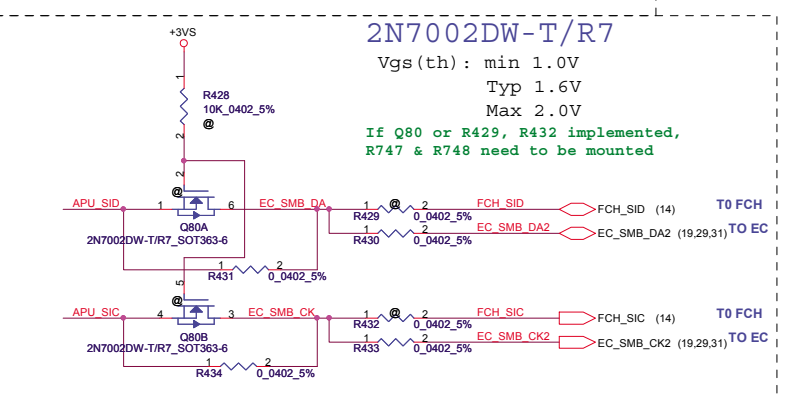 +3VS
2N7002DW-T/R7
Vgs(th): min 1.0V
Typ 1.6V
Max 2.0V
1
R428
10K_0402_5%
@
2
If Q80 or R429, R432 implemented,
R747 & R748 need to be mounted
2
@
APU_SID 1 6 EC_SMB_DA 1 @ 2 FCH_SID FCH_SID (14) T0 FCH
R429 0_0402_5%
Q80A
2N7002DW-T/R7_SOT363-6
1 2 EC_SMB_DA2 EC_SMB_DA2 (19,29,31) TO EC
R430 0_0402_5%
1 2
R431 0_0402_5%
5
@
APU_SIC 4 3 EC_SMB_CK 1 @ 2 FCH_SIC FCH_SIC (14) T0 FCH
R432 0_0402_5%
Q80B
2N7002DW-T/R7_SOT363-6
1 2 EC_SMB_CK2 EC_SMB_CK2 (19,29,31) TO EC
R433 0_0402_5%
1 2
R434 0_0402_5%